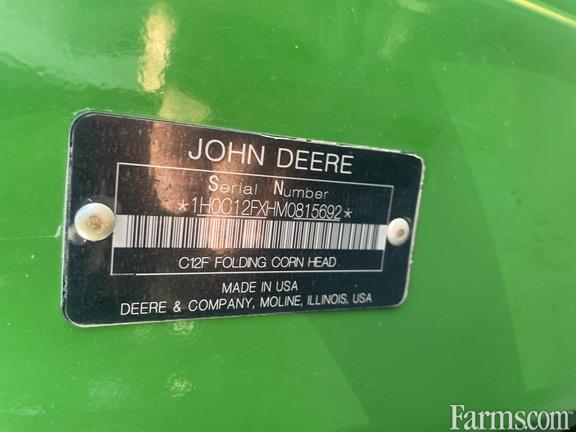 JOHN DEERE
Serial Number
*1H0C12FXHM0815692*
C12F FOLDING CORN HEAD
MADE IN USA
DEERE & COMPANY, MOLINE, ILLINOIS, USA
Farms.com®